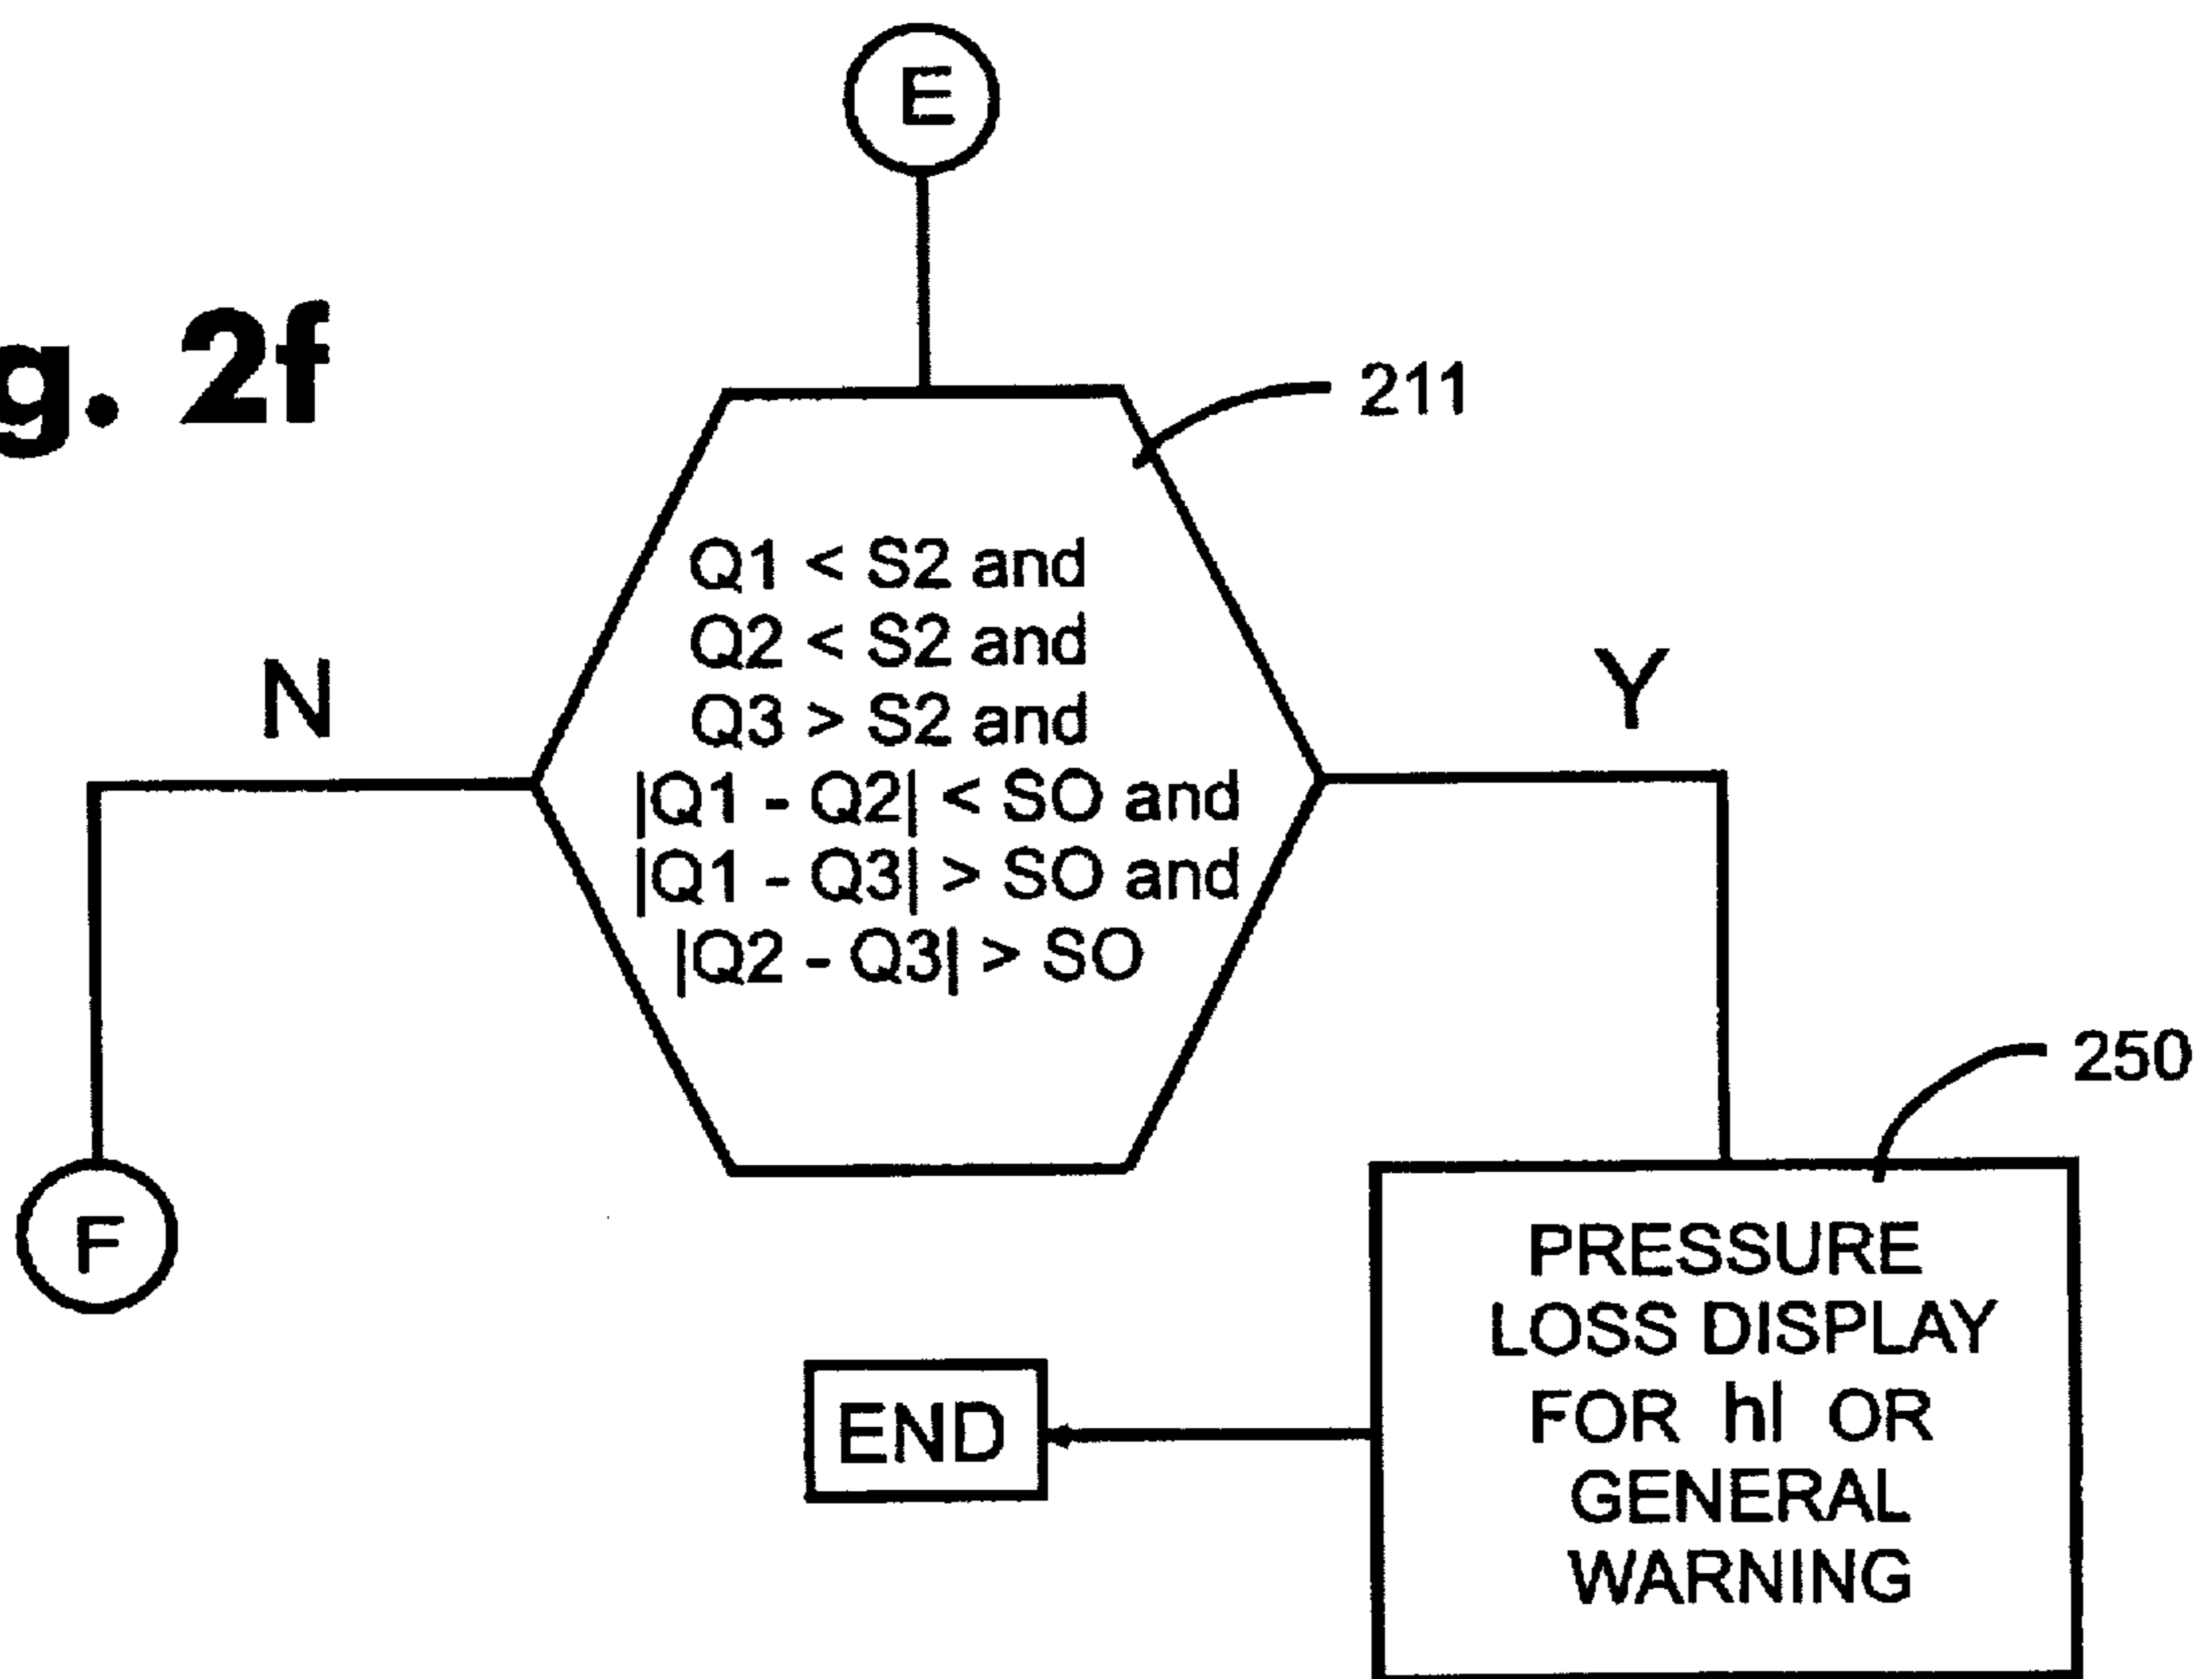 E
g. 2f
211
Q1 < S2 and
Q2 < S2 and
Q3 > S2 and
|Q1 - Q2| < SO and
|Q1 - Q3| > SO and
|Q2 - Q3| > SO
N
Y
250
F
PRESSURE
LOSS DISPLAY
FOR hl OR
GENERAL
WARNING
END